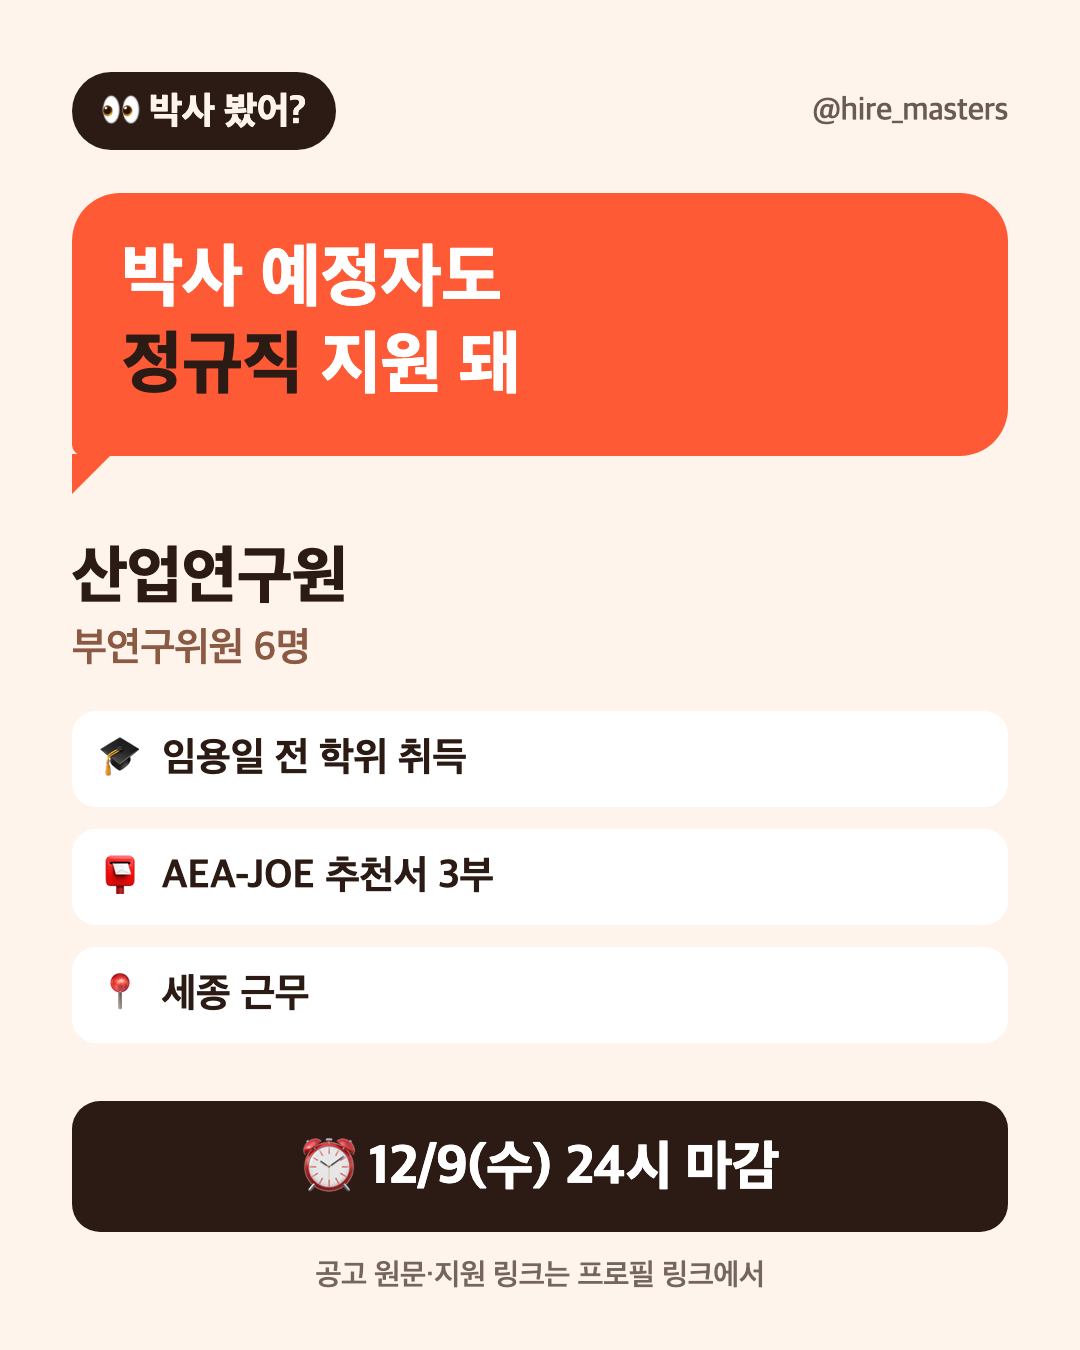 👀 박사 봤어?
@hire_masters
박사 예정자도
정규직 지원 돼
산업연구원
부연구위원 6명
🎓 임용일 전 학위 취득
📮 AEA-JOE 추천서 3부
📍 세종 근무
⏰ 12/9(수) 24시 마감
공고 원문·지원 링크는 프로필 링크에서